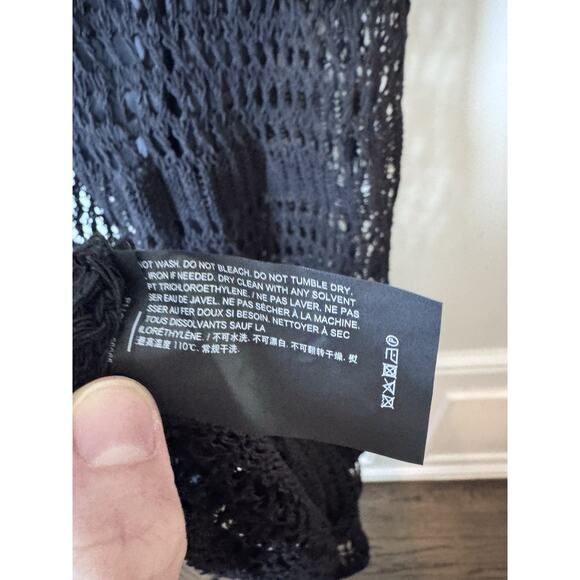 OT WASH. DO NOT BLEACH. DO NOT TUMBLE DRY.
IRON IF NEEDED. DRY CLEAN WITH ANY SOLVENT
PT TRICHLOROETHYLENE. / NE PAS LAVER. NE PAS
SER EAU DE JAVEL. NE PAS SÉCHER À LA MACHINE.
SSER AU FER DOUX SI BESOIN. NETTOYER À SEC
TOUS DISSOLVANTS SAUF LA
LORÉTHYLÈNE. / 不可水洗. 不可漂白. 不可翻转干燥. 熨
最高温度 110℃. 常规干洗.